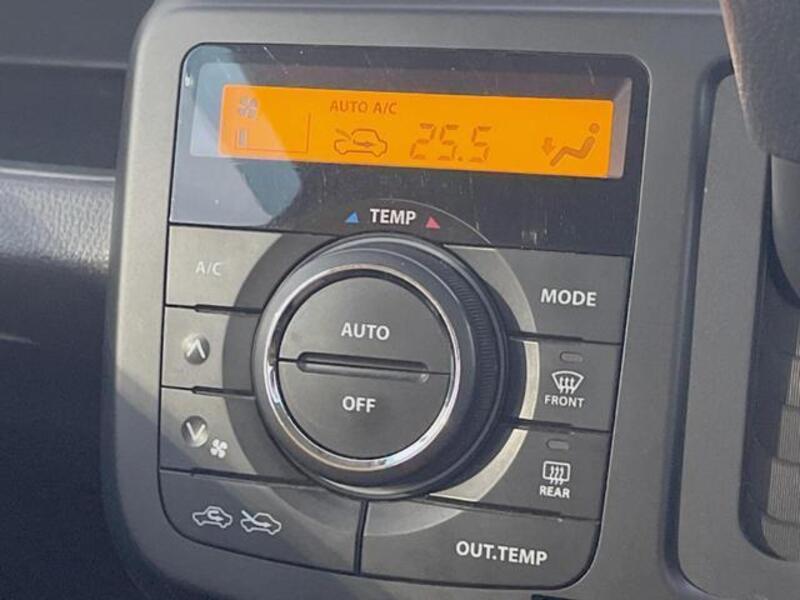 AUTO A/C
25.5
TEMP
A/C
MODE
AUTO
OFF
FRONT
REAR
OUT.TEMP